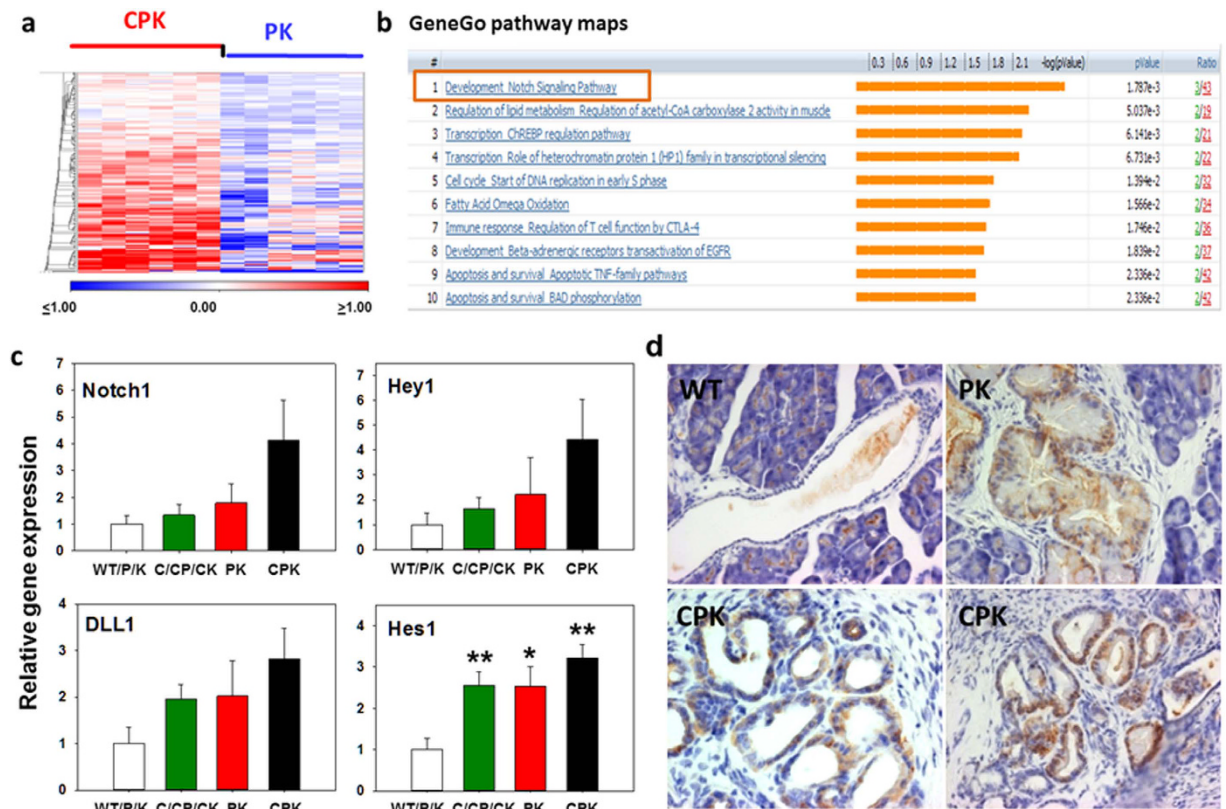 a
CPK PK
≤1.00 0.00 ≥1.00
b GeneGo pathway maps
# 0.3 0.6 0.9 1.2 1.5 1.8 2.1 -log(pValue) pValue Ratio
1 Development_Notch Signaling Pathway 1.787e-3 3/43
2 Regulation of lipid metabolism_Regulation of acetyl-CoA carboxylase 2 activity in muscle 5.037e-3 2/19
3 Transcription_ChREBP regulation pathway 6.141e-3 2/21
4 Transcription_Role of heterochromatin protein 1 (HP1) family in transcriptional silencing 6.731e-3 2/22
5 Cell cycle_Start of DNA replication in early S phase 1.394e-2 2/32
6 Fatty Acid Omega Oxidation 1.566e-2 2/34
7 Immune response_Regulation of T cell function by CTLA-4 1.746e-2 2/36
8 Development_Beta-adrenergic receptors transactivation of EGFR 1.839e-2 2/37
9 Apoptosis and survival_Apoptotic TNF-family pathways 2.336e-2 2/42
10 Apoptosis and survival_BAD phosphorylation 2.336e-2 2/42
c
Relative gene expression
Notch1
7
6
5
4
3
2
1
0
WT/P/K C/CP/CK PK CPK
Hey1
7
6
5
4
3
2
1
0
WT/P/K C/CP/CK PK CPK
DLL1
4
3
2
1
0
WT/P/K C/CP/CK PK CPK
Hes1
** * **
4
3
2
1
0
WT/P/K C/CP/CK PK CPK
d
WT PK
CPK CPK